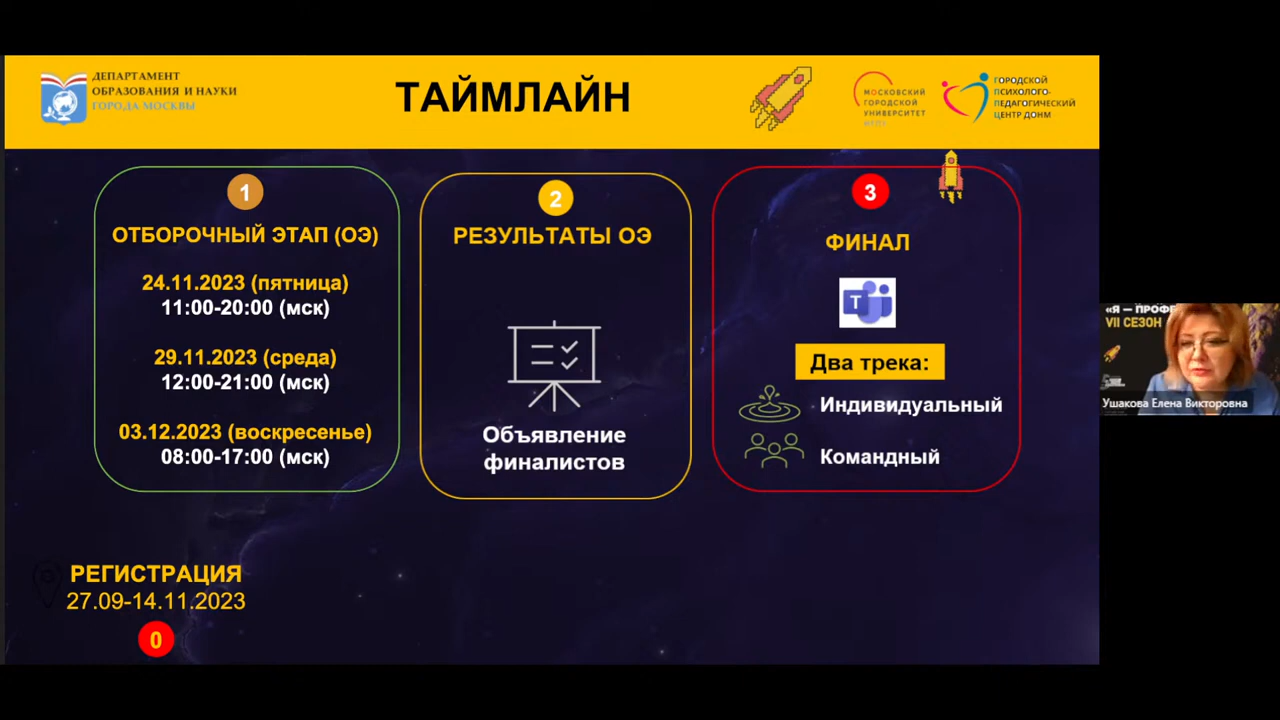 ДЕПАРТАМЕНТ
ОБРАЗОВАНИЯ И НАУКИ
ГОРОДА МОСКВЫ
ТАЙМЛАЙН
МОСКОВСКИЙ
ГОРОДСКОЙ
УНИВЕРСИТЕТ
ГОРОДСКОЙ
ПСИХОЛОГО-
ПЕДАГОГИЧЕСКИЙ
ЦЕНТР ДОНМ
1
ОТБОРОЧНЫЙ ЭТАП (ОЭ)
24.11.2023 (пятница)
11:00-20:00 (мск)
29.11.2023 (среда)
12:00-21:00 (мск)
03.12.2023 (воскресенье)
08:00-17:00 (мск)
2
РЕЗУЛЬТАТЫ ОЭ
Объявление
финалистов
3
ФИНАЛ
T
Два трека:
Индивидуальный
Командный
РЕГИСТРАЦИЯ
27.09-14.11.2023
0
«Я — ПРОФЕ
VII СЕЗОН
Ушакова Елена Викторовна